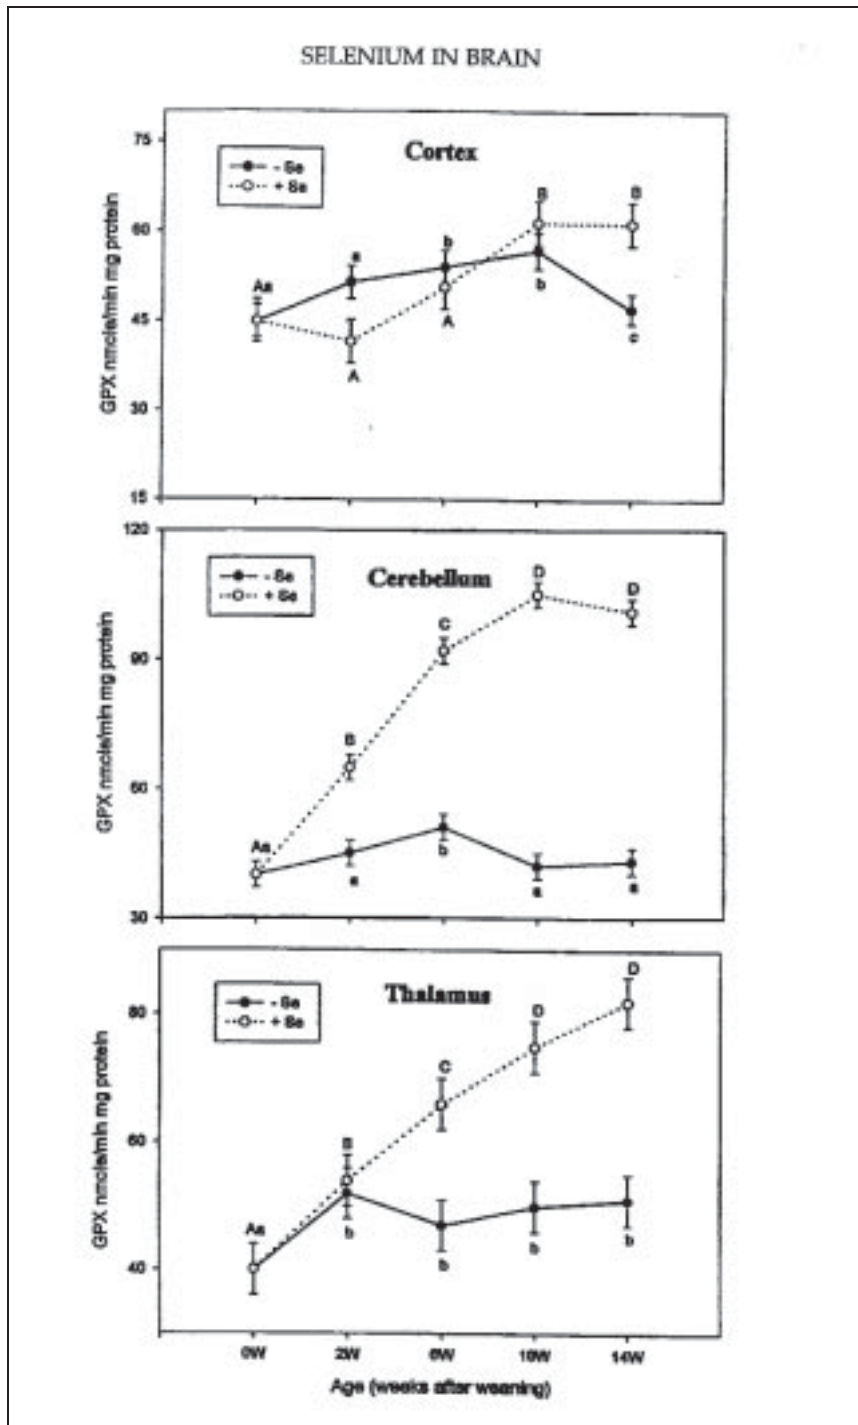 SELENIUM IN BRAIN
Cortex
- Se
+ Se
75
60
45
30
15
GPX nmole/min mg protein
Aa
a
A
b
A
B
b
B
c
Cerebellum
- Se
+ Se
120
90
60
30
GPX nmole/min mg protein
Aa
B
a
C
b
D
a
D
a
Thalamus
- Se
+ Se
80
60
40
GPX nmole/min mg protein
Aa
B
b
C
b
D
b
D
b
0W 2W 6W 10W 14W
Age (weeks after weaning)